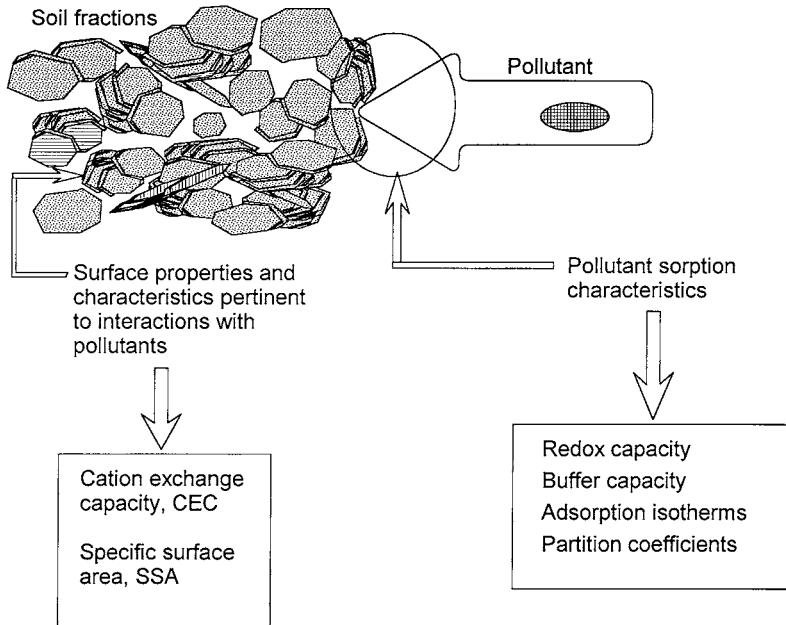 Soil fractions
Pollutant
Surface properties and
characteristics pertinent
to interactions with
pollutants
Pollutant sorption
characteristics
Cation exchange
capacity, CEC
Specific surface
area, SSA
Redox capacity
Buffer capacity
Adsorption isotherms
Partition coefficients